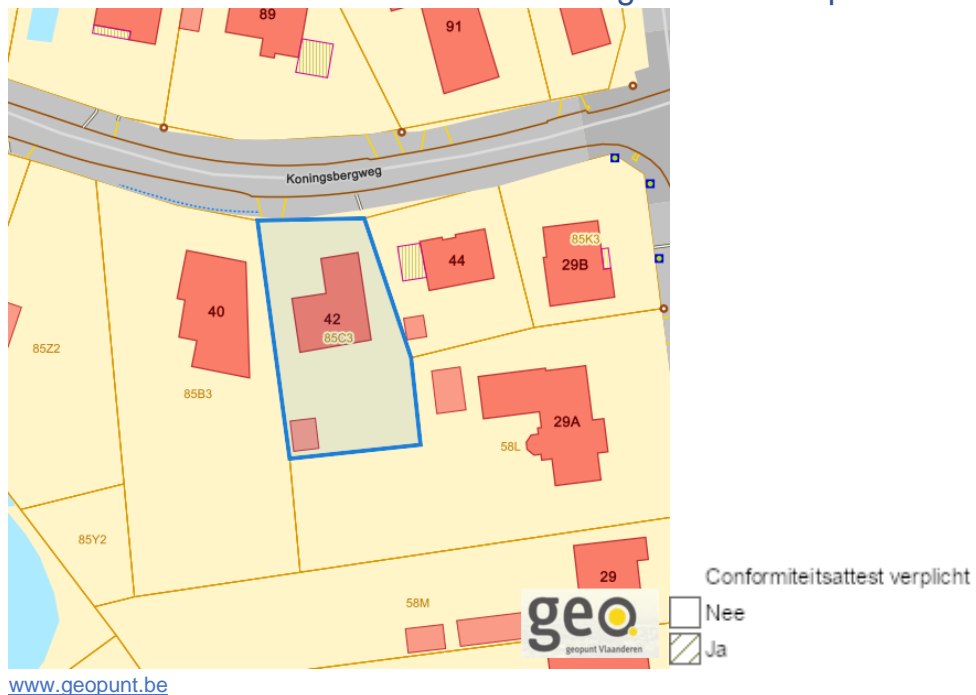 89
91
Koningsbergweg
85K3
44
29B
40
42
85C3
85Z2
85B3
29A
58L
85Y2
29
58M
geo.
geopunt Vlaanderen
Conformiteitsattest verplicht
Nee
Ja
www.geopunt.be